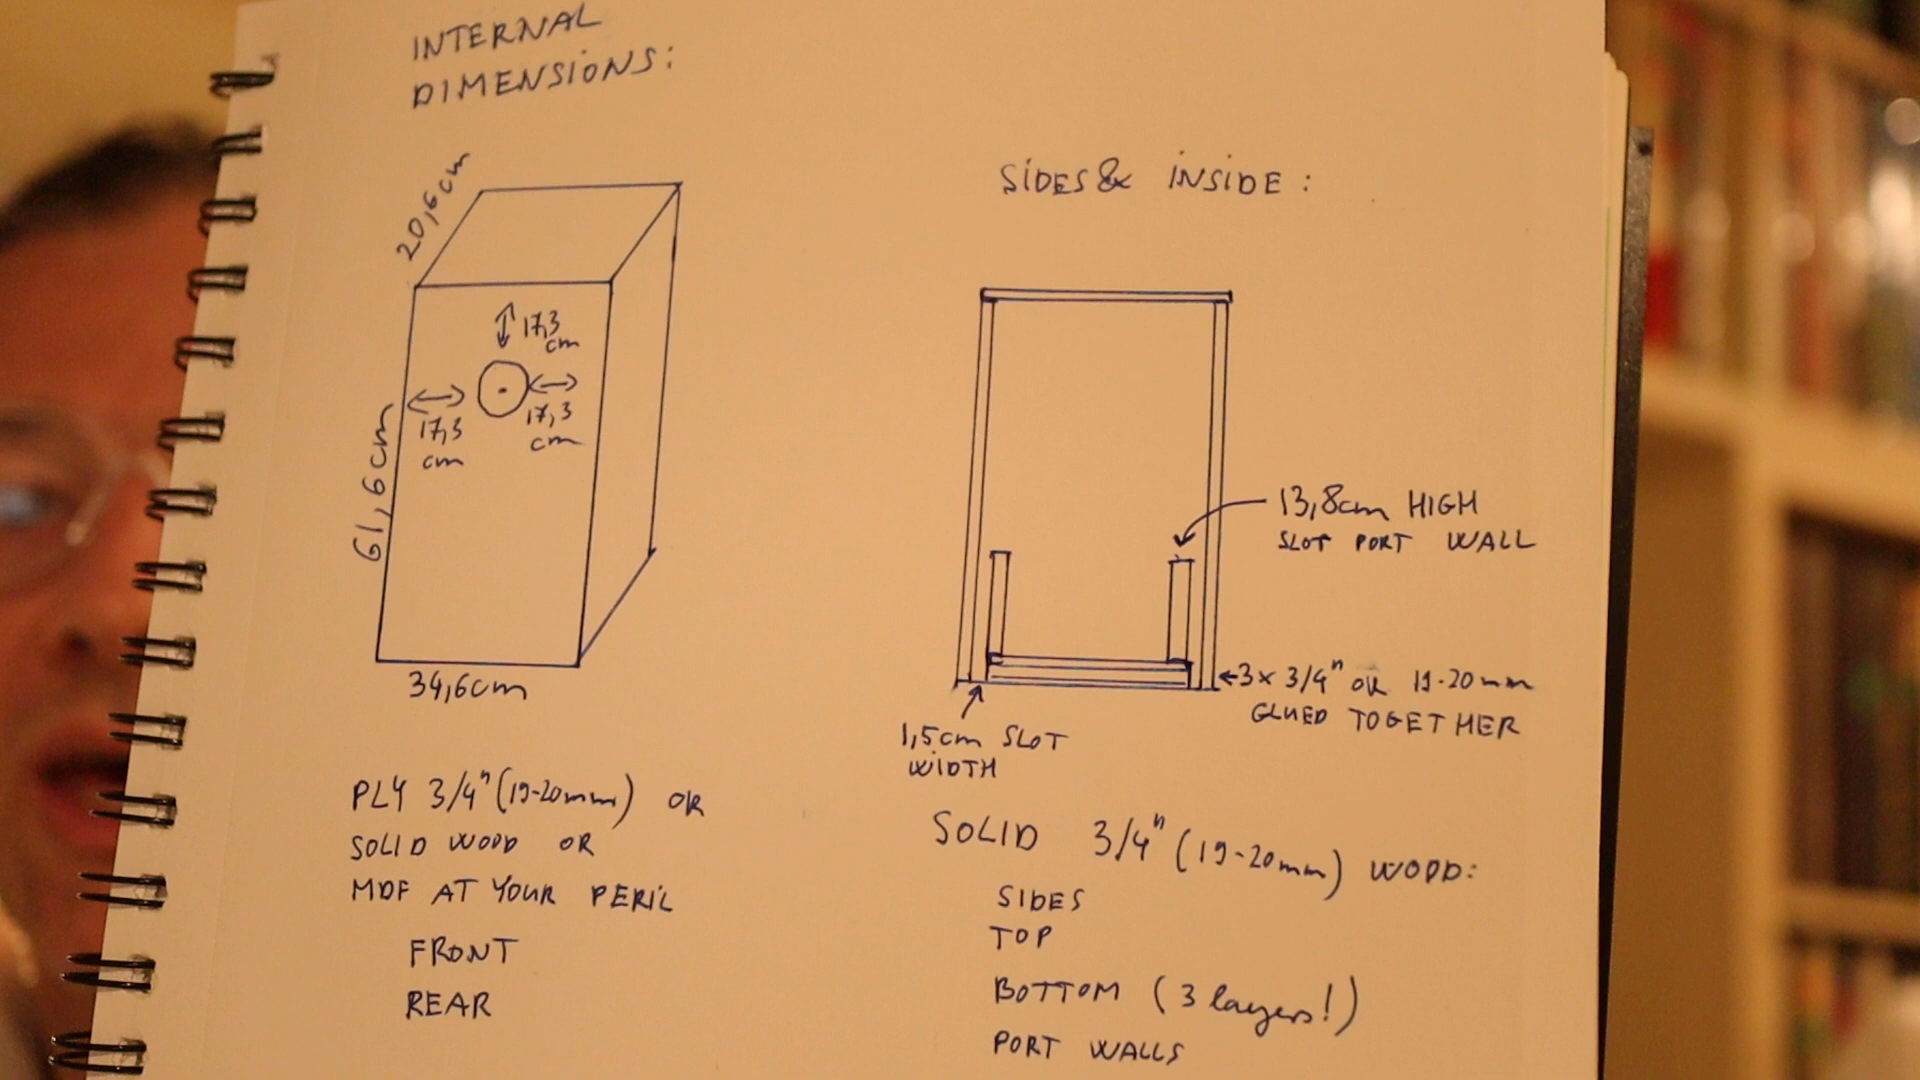 INTERNAL
DIMENSIONS:
20,6cm
17,3
cm
17,3
cm
17,3
cm
61,6cm
34,6cm
PLY 3/4" (19-20mm) OR
SOLID WOOD OR
MDF AT YOUR PERIL
FRONT
REAR
SIDES & INSIDE:
13,8cm HIGH
SLOT PORT WALL
3x 3/4" OR 19-20mm
GLUED TOGETHER
1,5cm SLOT
WIDTH
SOLID 3/4" (19-20mm) WOOD:
SIDES
TOP
BOTTOM (3 layers!)
PORT WALLS